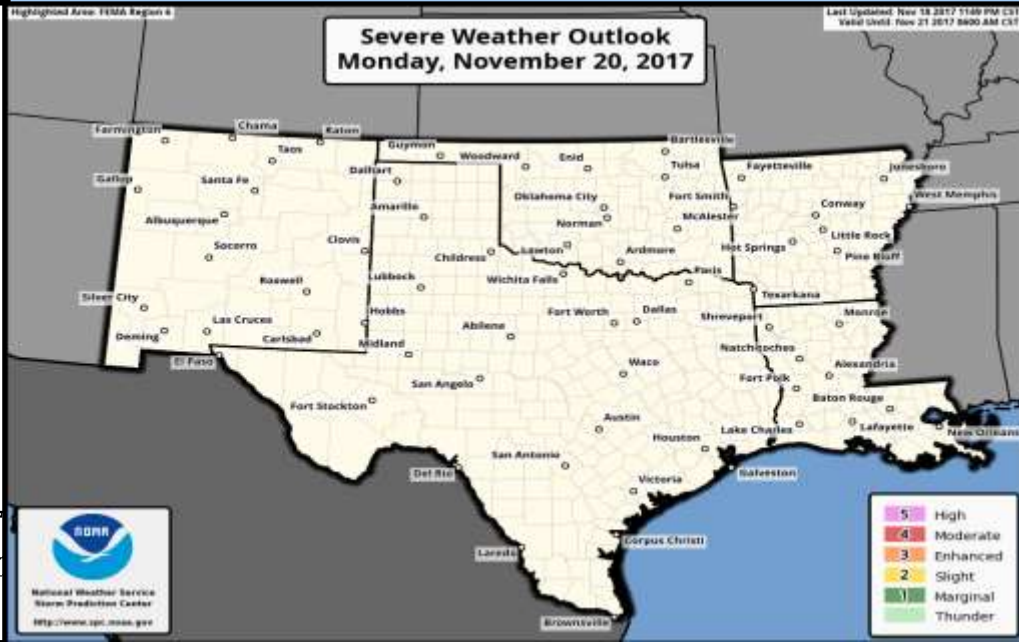 Highlighted Area: FEMA Region 6
Last Updated: Nov 18 2017 1149 PM CST
Valid Until: Nov 21 2017 0600 AM CST
Severe Weather Outlook
Monday, November 20, 2017
Farmington
Chama
Raton
Taos
Guymon
Woodward
Enid
Bartlesville
Tulsa
Fayetteville
Jonesboro
Gallup
Santa Fe
Dalhart
Oklahoma City
Fort Smith
West Memphis
Albuquerque
Amarillo
Norman
McAlester
Conway
Socorro
Clovis
Childress
Lawton
Ardmore
Hot Springs
Little Rock
Pine Bluff
Roswell
Lubbock
Wichita Falls
Paris
Texarkana
Silver City
Las Cruces
Hobbs
Fort Worth
Dallas
Shreveport
Monroe
Deming
Carlsbad
Midland
Abilene
Natchitoches
El Paso
San Angelo
Waco
Fort Polk
Alexandria
Fort Stockton
Baton Rouge
Austin
Houston
Lake Charles
Lafayette
New Orleans
Del Rio
San Antonio
Galveston
Victoria
Laredo
Corpus Christi
Brownsville
NOAA
National Weather Service
Storm Prediction Center
http://www.spc.noaa.gov
5 High
4 Moderate
3 Enhanced
2 Slight
1 Marginal
Thunder